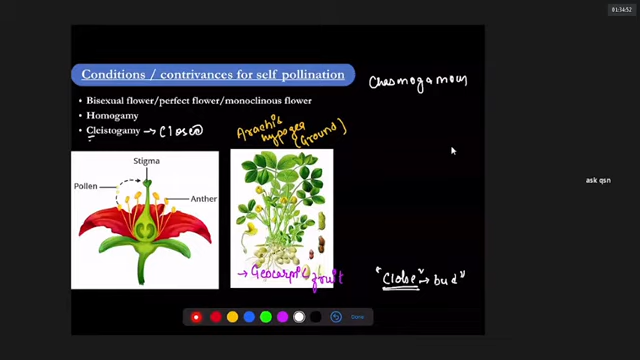 01:34:52
Conditions / contrivances for self pollination
Chasmogamous
Bisexual flower/perfect flower/monoclinous flower
Homogamy
Cleistogamy → Close
Arachis
hypogea
(Ground)
Stigma
Pollen
Anther
ask qsn
→ Geocarpic fruit
"Close" → bud"
Done